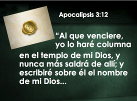 Apocalipsis 3:12
"Al que venciere,
yo lo haré columna
en el templo de mi Dios, y
nunca más saldrá de allí; y
escribiré sobre él el nombre
de mi Dios...